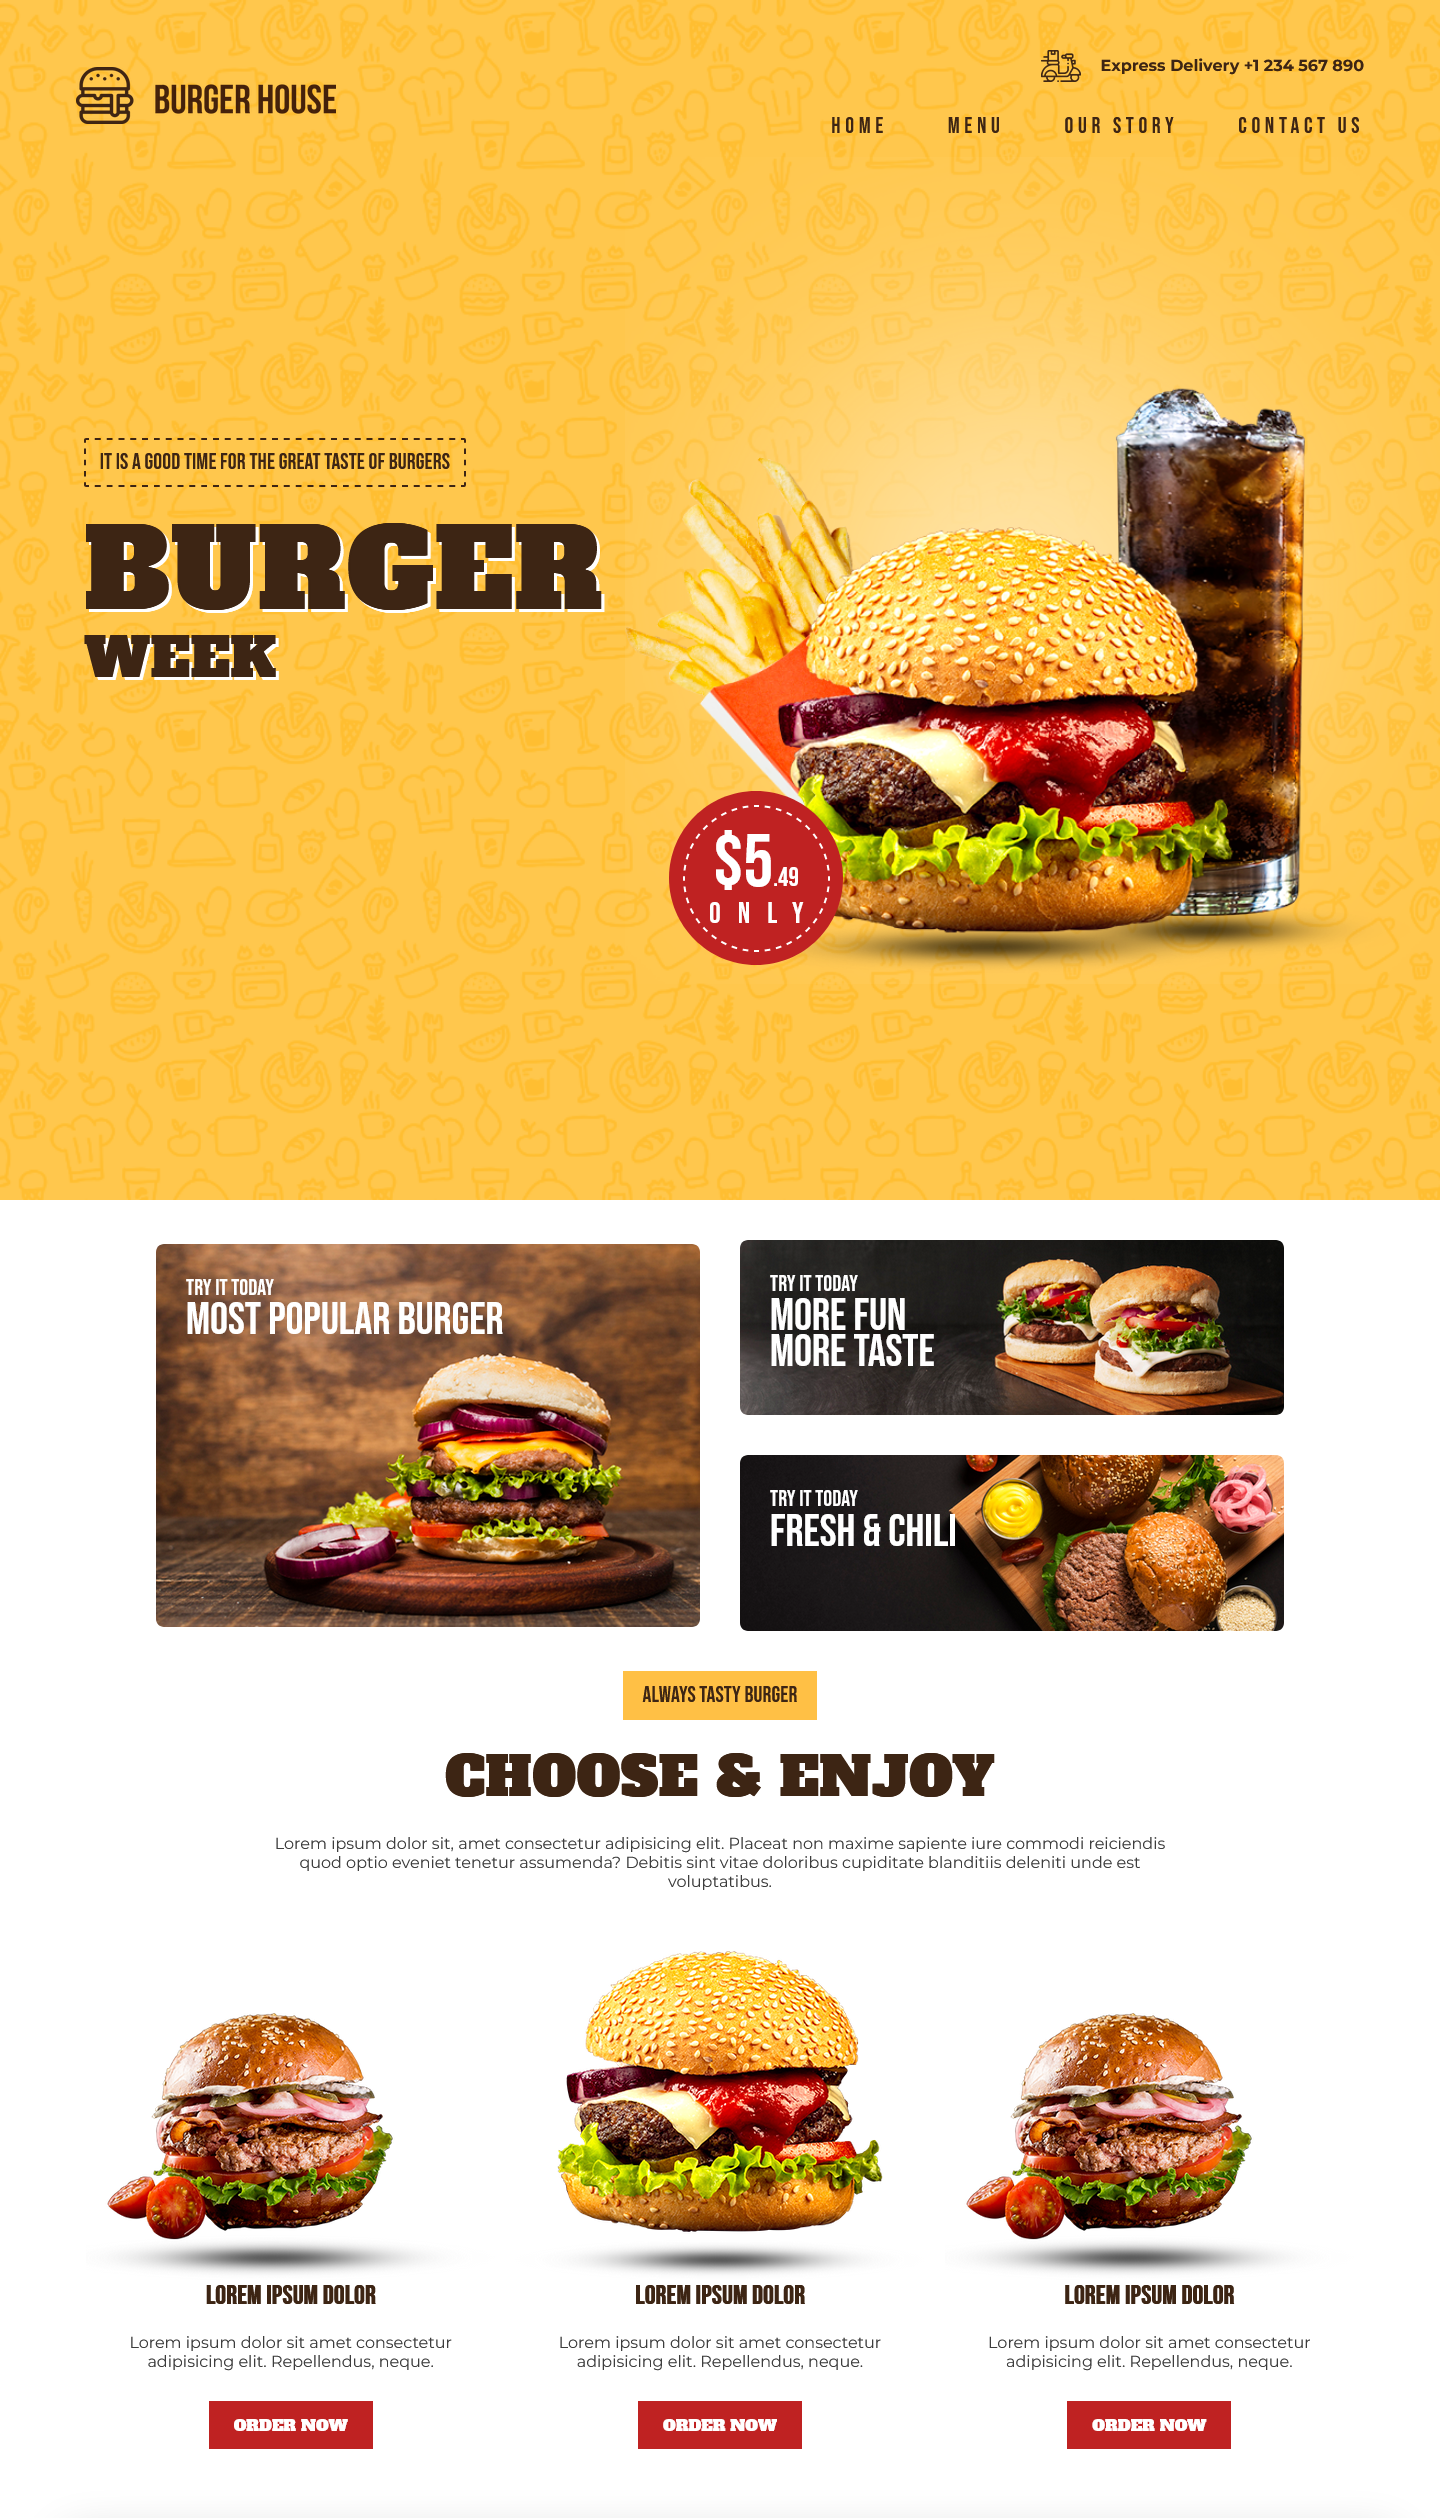 Express Delivery +1 234 567 890
BURGER HOUSE
HOME MENU OUR STORY CONTACT US
IT IS A GOOD TIME FOR THE GREAT TASTE OF BURGERS
BURGER
WEEK
$5.49
ONLY
TRY IT TODAY
MOST POPULAR BURGER
TRY IT TODAY
MORE FUN
MORE TASTE
TRY IT TODAY
FRESH & CHILI
ALWAYS TASTY BURGER
CHOOSE & ENJOY
Lorem ipsum dolor sit, amet consectetur adipisicing elit. Placeat non maxime sapiente iure commodi reiciendis
quod optio eveniet tenetur assumenda? Debitis sint vitae doloribus cupiditate blanditiis deleniti unde est
voluptatibus.
LOREM IPSUM DOLOR
Lorem ipsum dolor sit amet consectetur
adipisicing elit. Repellendus, neque.
ORDER NOW
LOREM IPSUM DOLOR
Lorem ipsum dolor sit amet consectetur
adipisicing elit. Repellendus, neque.
ORDER NOW
LOREM IPSUM DOLOR
Lorem ipsum dolor sit amet consectetur
adipisicing elit. Repellendus, neque.
ORDER NOW